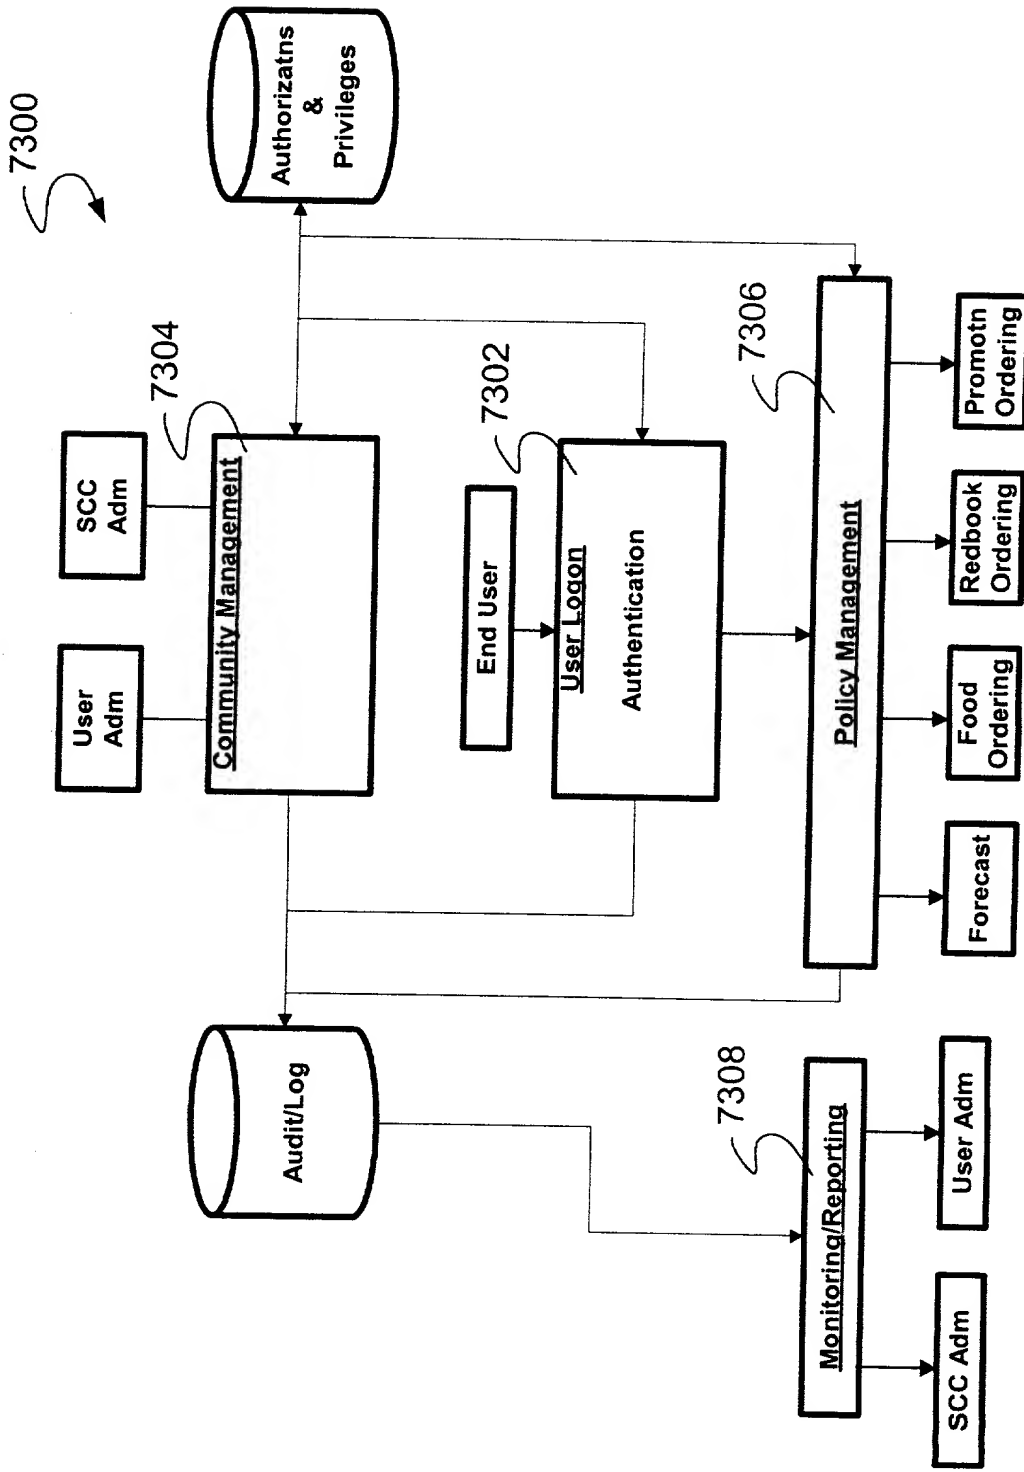 7300
User
Adm
SCC
Adm
7304
Community Management
Authorizatns
&
Privileges
Audit/Log
End User
7302
User Logon
Authentication
7306
Policy Management
7308
Monitoring/Reporting
SCC Adm
User Adm
Forecast
Food
Ordering
Redbook
Ordering
Promotn
Ordering